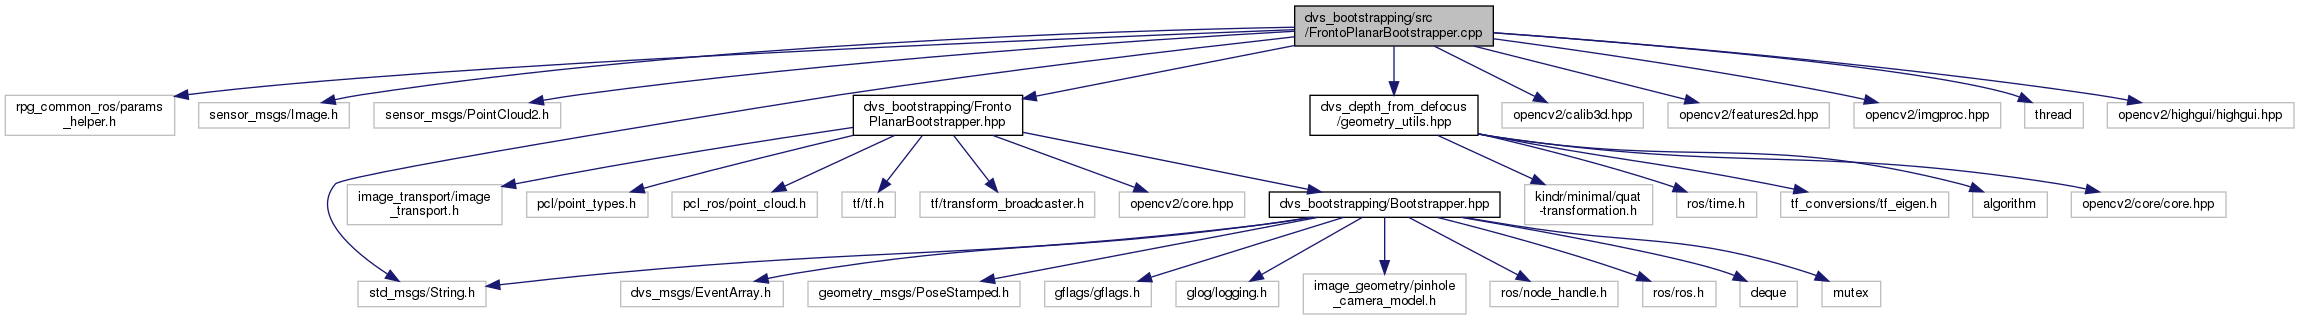 dvs_bootstrapping/src
/FrontoPlanarBootstrapper.cpp
rpg_common_ros/params
_helper.h
sensor_msgs/Image.h
sensor_msgs/PointCloud2.h
dvs_bootstrapping/Fronto
PlanarBootstrapper.hpp
dvs_depth_from_defocus
/geometry_utils.hpp
opencv2/calib3d.hpp
opencv2/features2d.hpp
opencv2/imgproc.hpp
thread
opencv2/highgui/highgui.hpp
image_transport/image
_transport.h
pcl/point_types.h
pcl_ros/point_cloud.h
tf/tf.h
tf/transform_broadcaster.h
opencv2/core.hpp
dvs_bootstrapping/Bootstrapper.hpp
kindr/minimal/quat
-transformation.h
ros/time.h
tf_conversions/tf_eigen.h
algorithm
opencv2/core/core.hpp
std_msgs/String.h
dvs_msgs/EventArray.h
geometry_msgs/PoseStamped.h
gflags/gflags.h
glog/logging.h
image_geometry/pinhole
_camera_model.h
ros/node_handle.h
ros/ros.h
deque
mutex